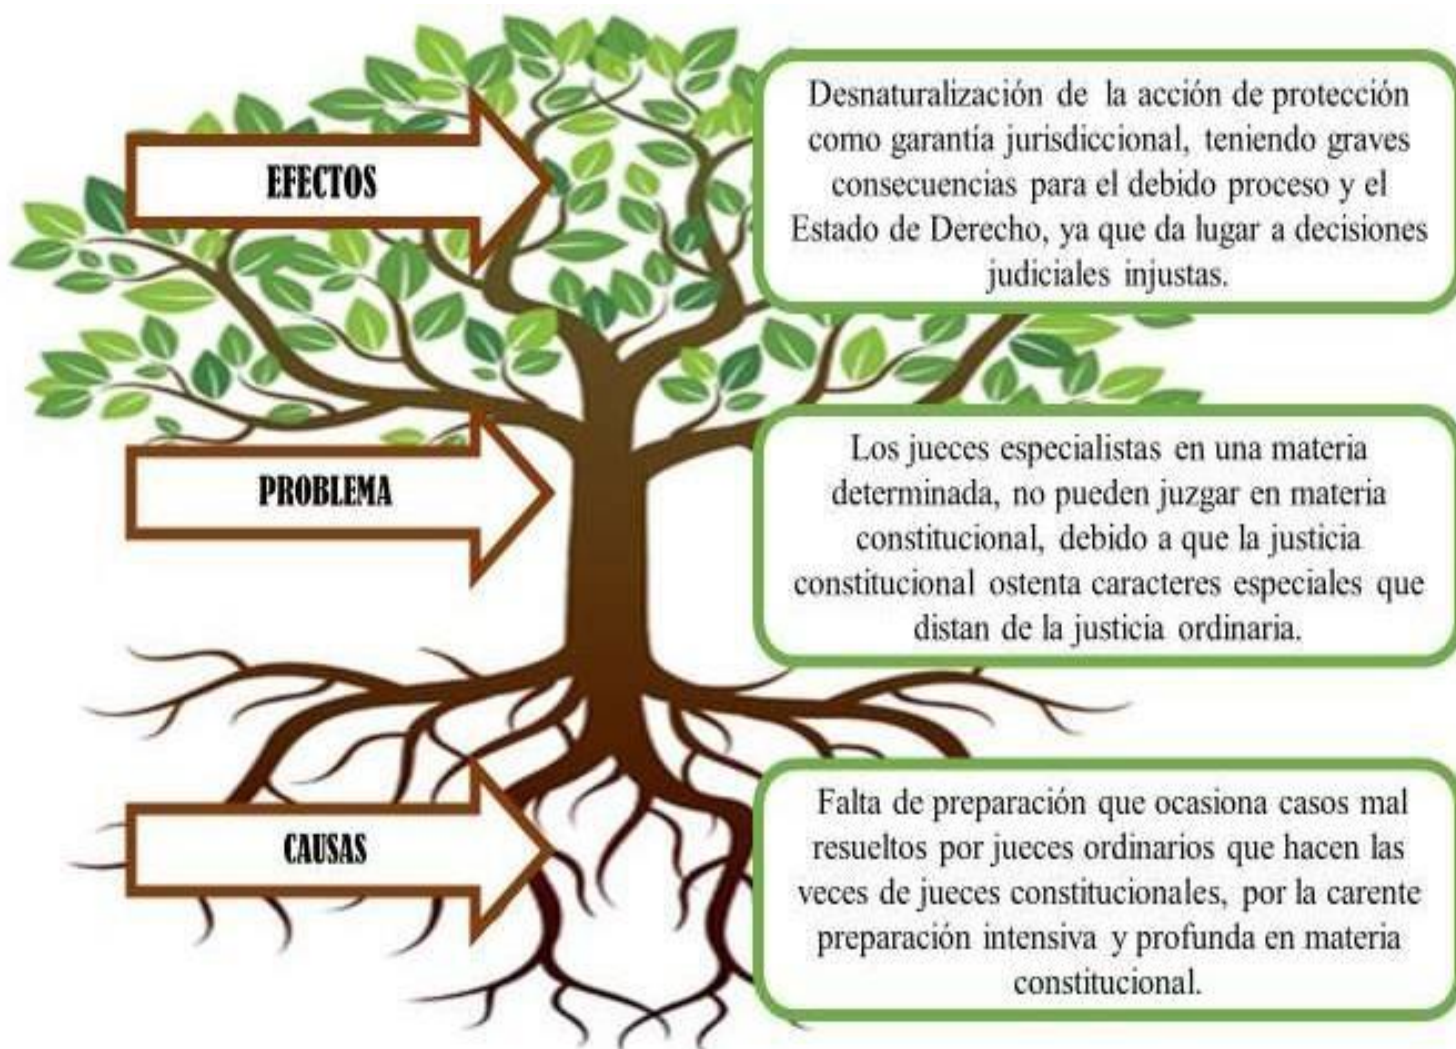 EFECTOS
Desnaturalización de la acción de protección
como garantía jurisdiccional, teniendo graves
consecuencias para el debido proceso y el
Estado de Derecho, ya que da lugar a decisiones
judiciales injustas.
PROBLEMA
Los jueces especialistas en una materia
determinada, no pueden juzgar en materia
constitucional, debido a que la justicia
constitucional ostenta caracteres especiales que
distan de la justicia ordinaria.
CAUSAS
Falta de preparación que ocasiona casos mal
resueltos por jueces ordinarios que hacen las
veces de jueces constitucionales, por la carente
preparación intensiva y profunda en materia
constitucional.